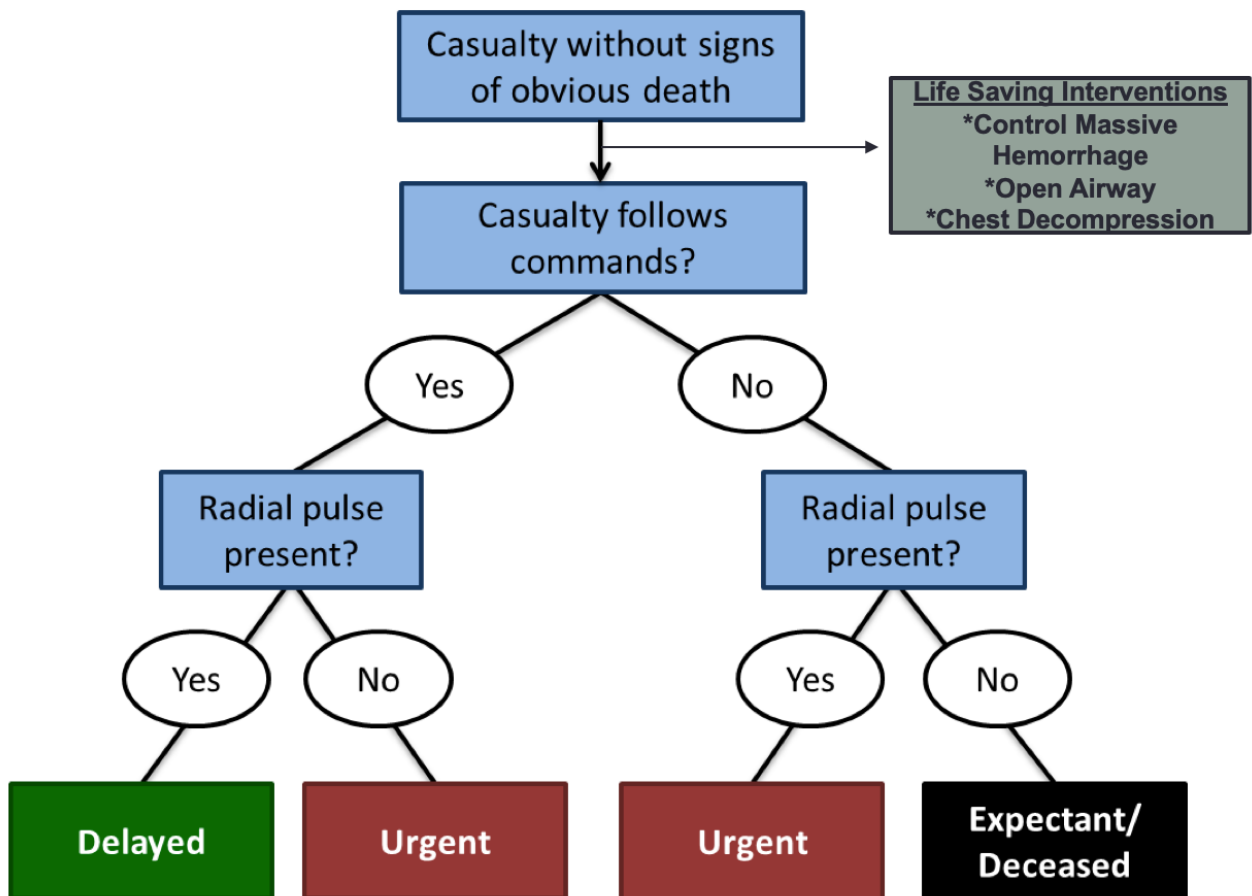 Casualty without signs
of obvious death
Life Saving Interventions
*Control Massive
Hemorrhage
*Open Airway
*Chest Decompression
Casualty follows
commands?
Yes
No
Radial pulse
present?
Radial pulse
present?
Yes
No
Yes
No
Delayed
Urgent
Urgent
Expectant/
Deceased